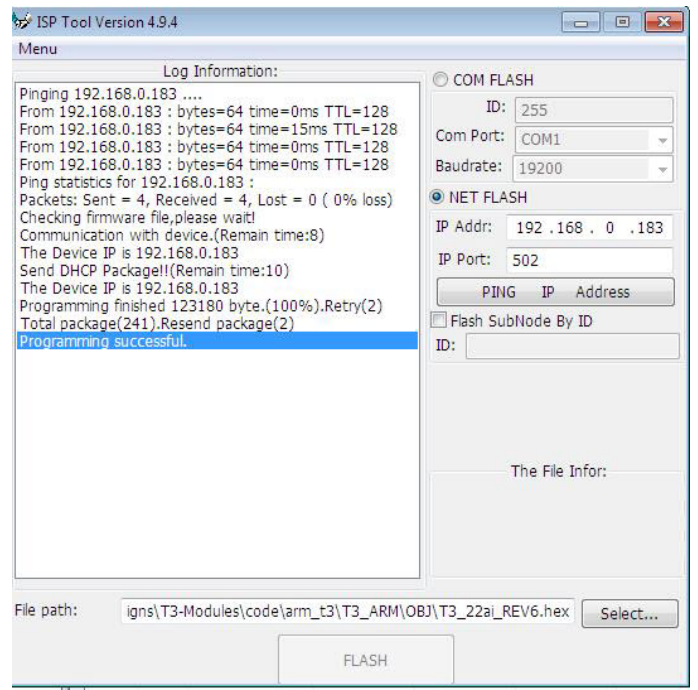 ISP Tool Version 4.9.4
Menu
Log Information:
Pinging 192.168.0.183 ....
From 192.168.0.183 : bytes=64 time=0ms TTL=128
From 192.168.0.183 : bytes=64 time=15ms TTL=128
From 192.168.0.183 : bytes=64 time=0ms TTL=128
From 192.168.0.183 : bytes=64 time=0ms TTL=128
Ping statistics for 192.168.0.183 :
Packets: Sent = 4, Received = 4, Lost = 0 ( 0% loss)
Checking firmware file,please wait!
Communication with device.(Remain time:8)
The Device IP is 192.168.0.183
Send DHCP Package!!(Remain time:10)
The Device IP is 192.168.0.183
Programming finished 123180 byte.(100%).Retry(2)
Total package(241).Resend package(2)
Programming successful.
COM FLASH
ID: 255
Com Port: COM1
Baudrate: 19200
NET FLASH
IP Addr: 192 .168 . 0 .183
IP Port: 502
PING IP Address
Flash SubNode By ID
ID:
The File Infor:
File path: igns\T3-Modules\code\arm_t3\T3_ARM\OBJ\T3_22ai_REV6.hex Select...
FLASH